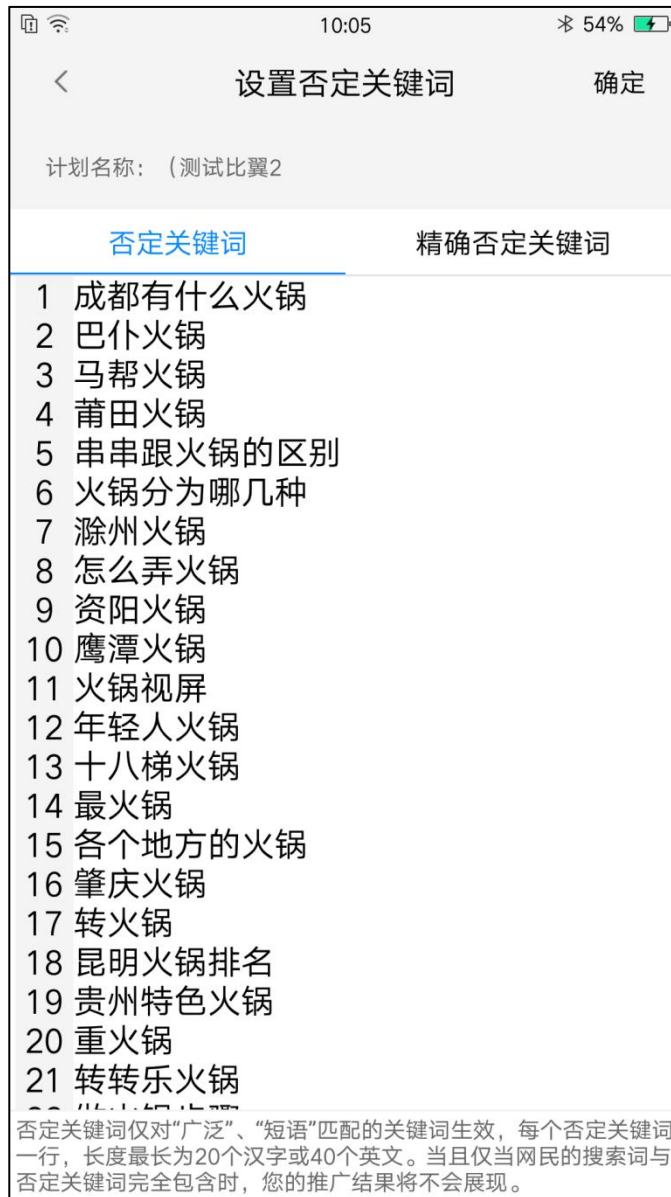 10:05
54%
设置否定关键词
确定
计划名称：（测试比翼2
否定关键词
精确否定关键词
1 成都有什么火锅
2 巴仆火锅
3 马帮火锅
4 莆田火锅
5 串串跟火锅的区别
6 火锅分为哪几种
7 滁州火锅
8 怎么弄火锅
9 资阳火锅
10 鹰潭火锅
11 火锅视屏
12 年轻人火锅
13 十八梯火锅
14 最火锅
15 各个地方的火锅
16 肇庆火锅
17 转火锅
18 昆明火锅排名
19 贵州特色火锅
20 重火锅
21 转转乐火锅
否定关键词仅对“广泛”、“短语”匹配的关键词生效，每个否定关键词
一行，长度最长为20个汉字或40个英文。当且仅当网民的搜索词与
否定关键词完全包含时，您的推广结果将不会展现。